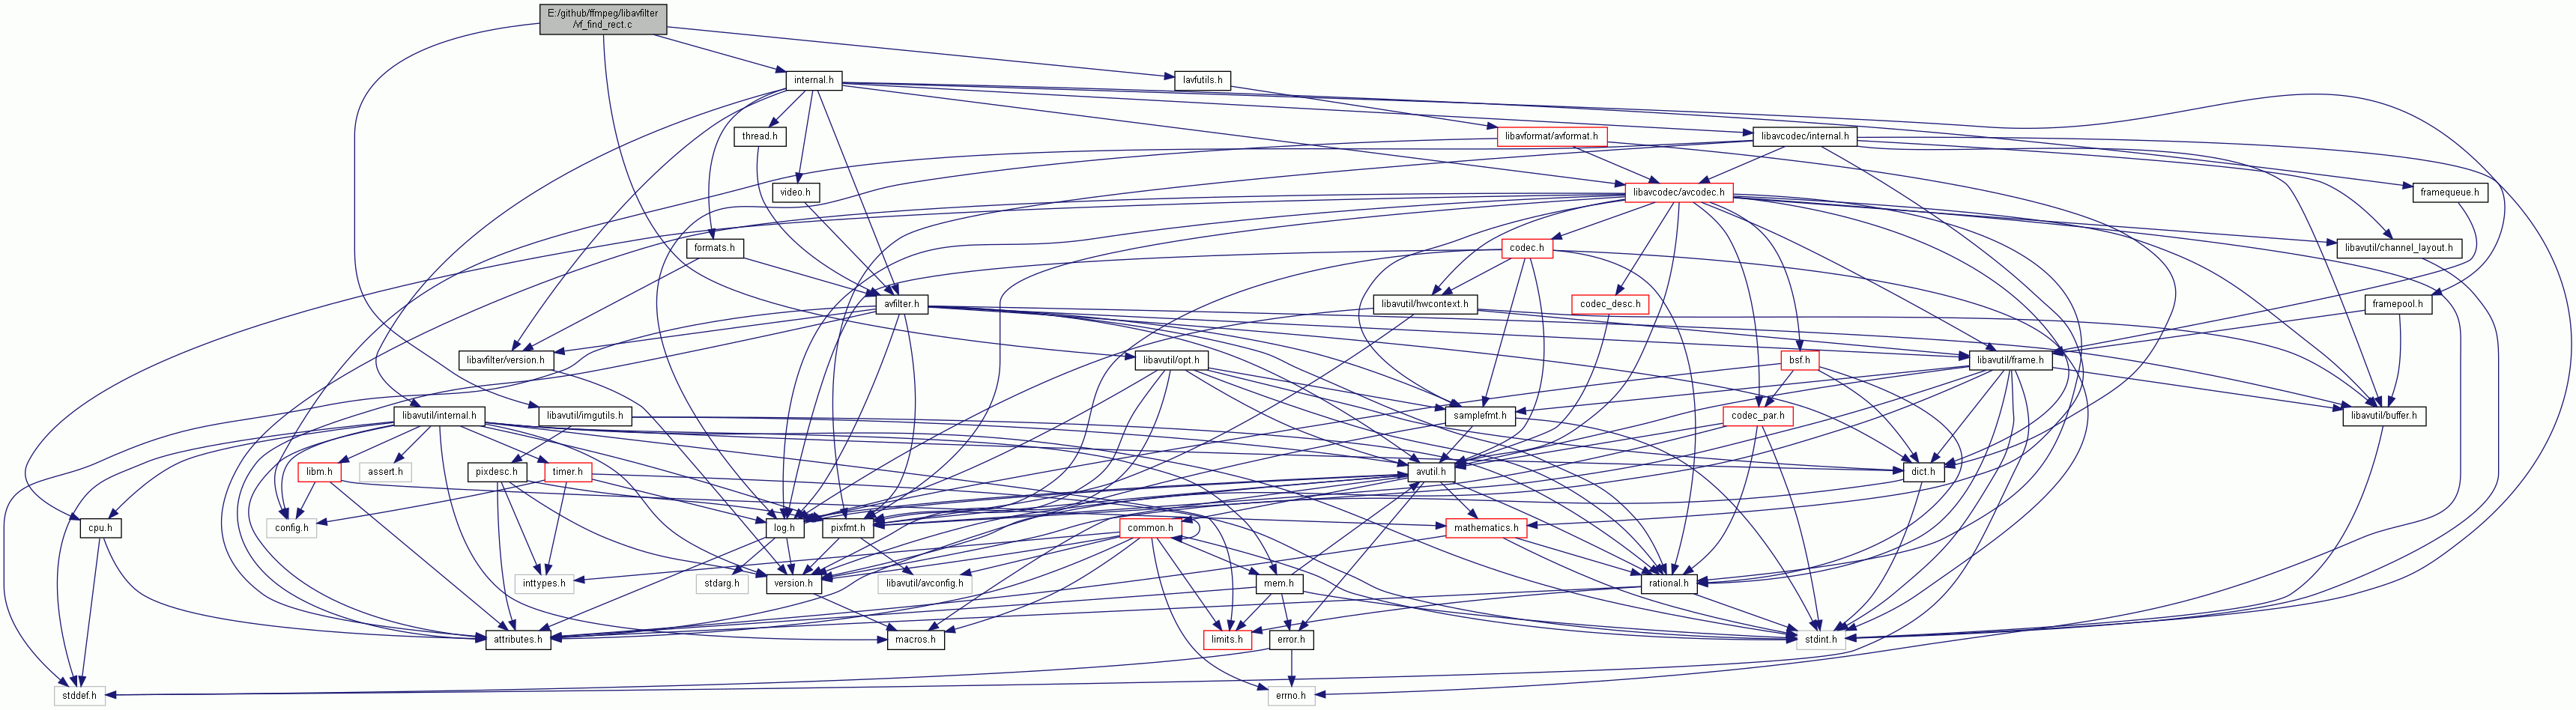 E:/github/ffmpeg/libavfilter
/vf_find_rect.c
internal.h
lavfutils.h
thread.h
libavformat/avformat.h
libavcodec/internal.h
video.h
libavcodec/avcodec.h
framequeue.h
formats.h
codec.h
libavutil/channel_layout.h
avfilter.h
libavutil/hwcontext.h
codec_desc.h
framepool.h
libavfilter/version.h
libavutil/opt.h
bsf.h
libavutil/frame.h
libavutil/internal.h
libavutil/imgutils.h
samplefmt.h
codec_par.h
libavutil/buffer.h
libm.h
assert.h
pixdesc.h
timer.h
avutil.h
dict.h
cpu.h
config.h
log.h
pixfmt.h
common.h
mathematics.h
inttypes.h
stdarg.h
version.h
libavutil/avconfig.h
mem.h
rational.h
attributes.h
macros.h
limits.h
error.h
stdint.h
stddef.h
errno.h